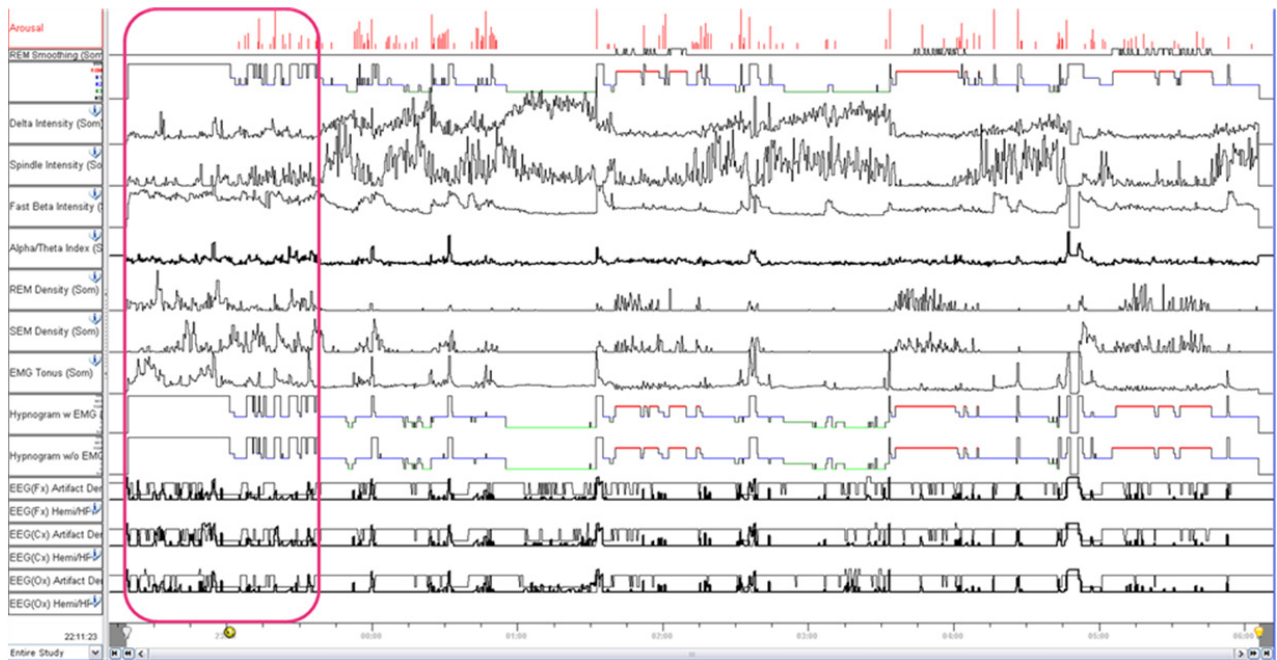 Arousal
REM Smoothing (Som
Delta Intensity (Som)
Spindle Intensity (So
Fast Beta Intensity (
Alpha/Theta Index (S
REM Density (Som)
SEM Density (Som)
EMG Tonus (Som)
Hypnogram w EMG
Hypnogram w/o EMG
EEG(Fx) Artifact Der
EEG(Fx) Hemi/HF
EEG(Cx) Artifact Der
EEG(Cx) Hemi/HF
EEG(Ox) Artifact Der
EEG(Ox) Hemi/HF
22:11:23 00:00 01:00 02:00 03:00 04:00 05:00 06:00
Entire Study